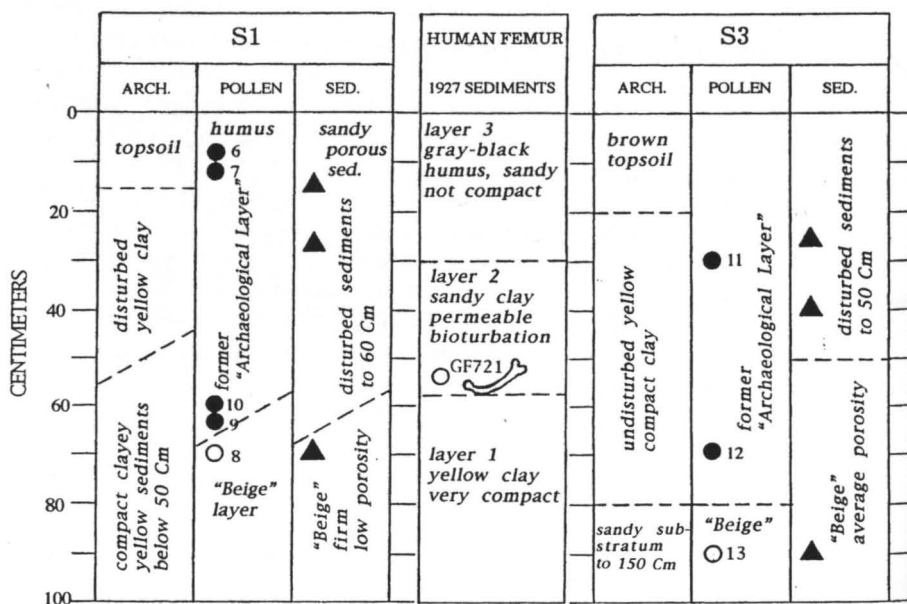 S1
ARCH.
POLLEN
SED.
HUMAN FEMUR
1927 SEDIMENTS
S3
ARCH.
POLLEN
SED.
CENTIMETERS
0
20
40
60
80
100
topsoil
disturbed
yellow clay
compact clayey
yellow sediments
below 50 Cm
humus
6
7
former
"Archaeological Layer"
10
9
8
"Beige"
layer
sandy
porous
sed.
disturbed sediments
to 60 Cm
"Beige"
firm
low porosity
layer 3
gray-black
humus, sandy
not compact
layer 2
sandy clay
permeable
bioturbation
GF721
layer 1
yellow clay
very compact
brown
topsoil
undisturbed yellow
compact clay
sandy sub-
stratum
to 150 Cm
11
former
"Archaeological Layer"
12
"Beige"
13
disturbed sediments
to 50 Cm
"Beige"
average porosity